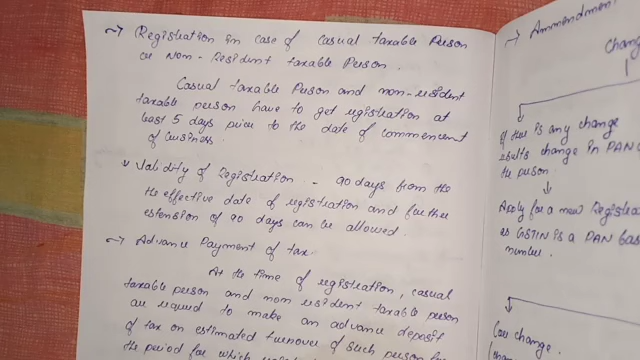 ~> Registration in case of casual taxable Person
or Non-Resident taxable Person.
Casual taxable Person and non-resident
taxable person have to get registration at
least 5 days prior to the date of commencment
of business.
Validity of Registration - 90 days from the
the effective date of registration and further
extension of 90 days can be allowed.
~> Advance Payment of tax.
At the time of registration, casual
taxable person and non resident taxable person
are required to make an advance deposit
of tax on estimated turnover of such person for
the period for which
-> Ammendment
Chang
If there is any change
results change in PAN
the person
↓
Apply for a new Registra
as GSTIN is a PAN bas
number.
Core change.